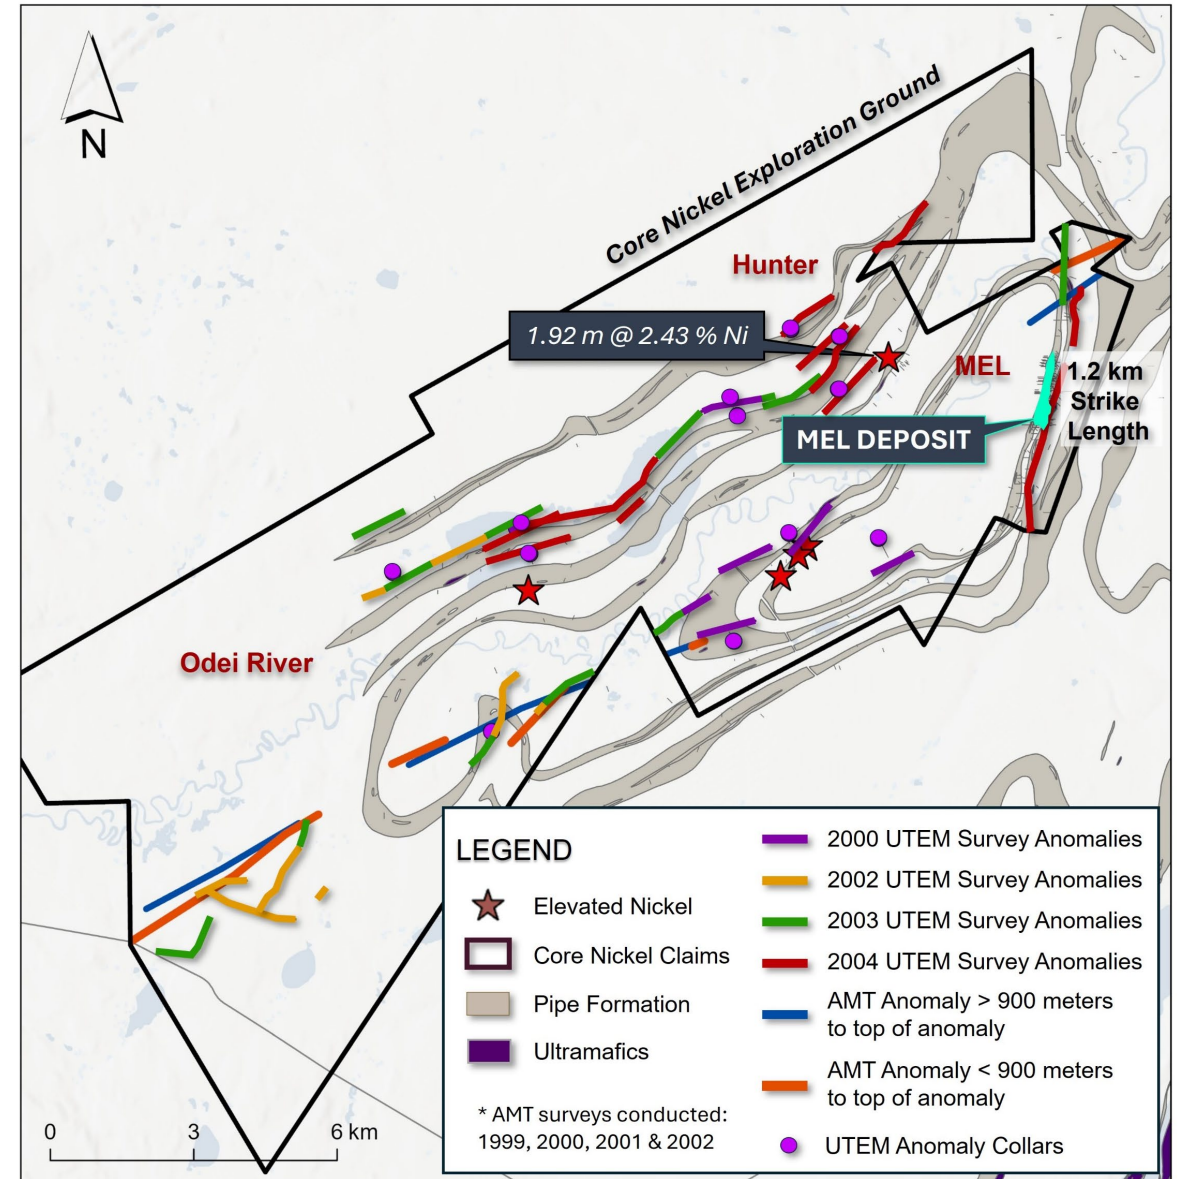 N
Core Nickel Exploration Ground
Hunter
1.92 m @ 2.43 % Ni
MEL
1.2 km
Strike
Length
MEL DEPOSIT
Odei River
LEGEND
Elevated Nickel
Core Nickel Claims
Pipe Formation
Ultramafics
* AMT surveys conducted:
1999, 2000, 2001 & 2002
2000 UTEM Survey Anomalies
2002 UTEM Survey Anomalies
2003 UTEM Survey Anomalies
2004 UTEM Survey Anomalies
AMT Anomaly > 900 meters
to top of anomaly
AMT Anomaly < 900 meters
to top of anomaly
UTEM Anomaly Collars
0 3 6 km